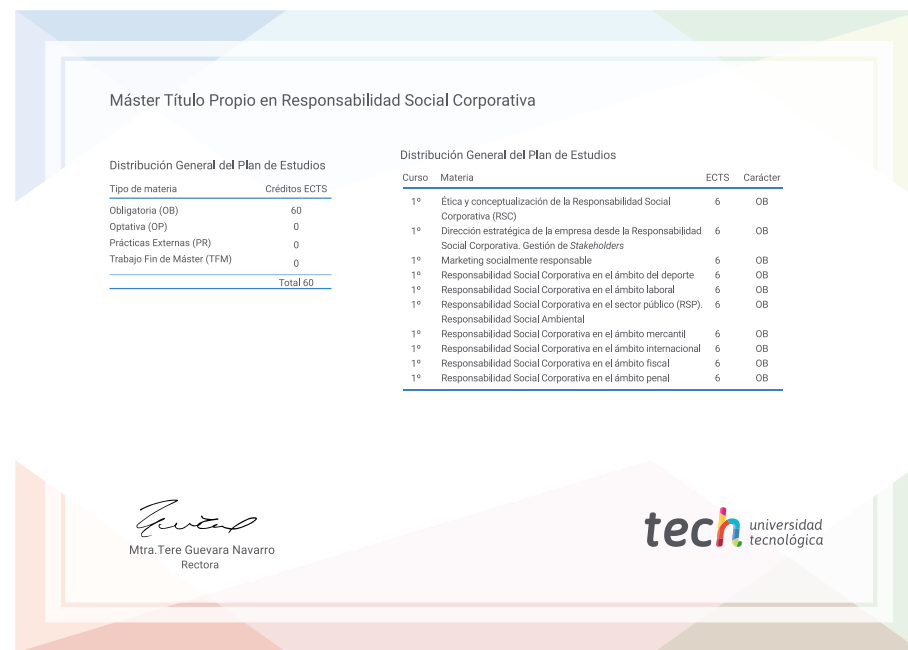 Máster Título Propio en Responsabilidad Social Corporativa
Distribución General del Plan de Estudios
Tipo de materia Créditos ECTS
Obligatoria (OB) 60
Optativa (OP) 0
Prácticas Externas (PR) 0
Trabajo Fin de Máster (TFM) 0
Total 60
Distribución General del Plan de Estudios
Curso Materia ECTS Carácter
1º Ética y conceptualización de la Responsabilidad Social 6 OB
Corporativa (RSC)
1º Dirección estratégica de la empresa desde la Responsabilidad 6 OB
Social Corporativa. Gestión de Stakeholders
1º Marketing socialmente responsable 6 OB
1º Responsabilidad Social Corporativa en el ámbito del deporte 6 OB
1º Responsabilidad Social Corporativa en el ámbito laboral 6 OB
1º Responsabilidad Social Corporativa en el sector público (RSP). 6 OB
Responsabilidad Social Ambiental
1º Responsabilidad Social Corporativa en el ámbito mercantil 6 OB
1º Responsabilidad Social Corporativa en el ámbito internacional 6 OB
1º Responsabilidad Social Corporativa en el ámbito fiscal 6 OB
1º Responsabilidad Social Corporativa en el ámbito penal 6 OB
Mtra.Tere Guevara Navarro
Rectora
tech universidad
tecnológica